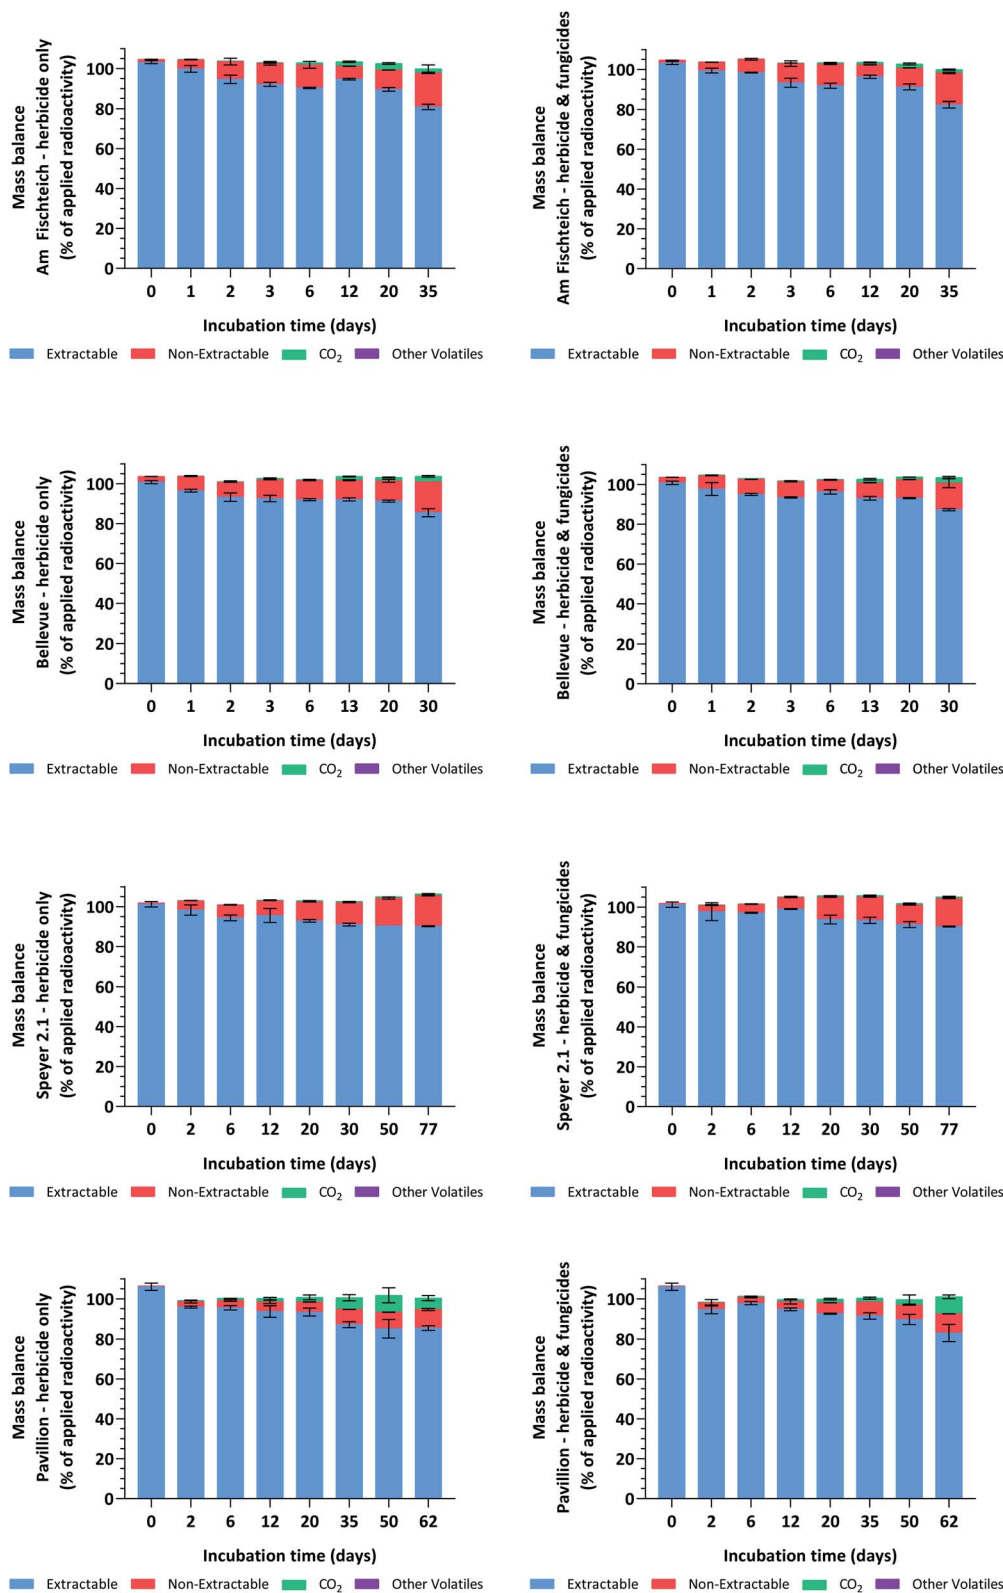 Mass balance
Am Fischteich - herbicide only
(% of applied radioactivity)
100
80
60
40
20
0
0 1 2 3 6 12 20 35
Incubation time (days)
Extractable Non-Extractable CO₂ Other Volatiles
Mass balance
Am Fischteich - herbicide & fungicides
(% of applied radioactivity)
100
80
60
40
20
0
0 1 2 3 6 12 20 35
Incubation time (days)
Extractable Non-Extractable CO₂ Other Volatiles
Mass balance
Bellevue - herbicide only
(% of applied radioactivity)
100
80
60
40
20
0
0 1 2 3 6 13 20 30
Incubation time (days)
Extractable Non-Extractable CO₂ Other Volatiles
Mass balance
Bellevue - herbicide & fungicides
(% of applied radioactivity)
100
80
60
40
20
0
0 1 2 3 6 13 20 30
Incubation time (days)
Extractable Non-Extractable CO₂ Other Volatiles
Mass balance
Speyer 2.1 - herbicide only
(% of applied radioactivity)
100
80
60
40
20
0
0 2 6 12 20 30 50 77
Incubation time (days)
Extractable Non-Extractable CO₂ Other Volatiles
Mass balance
Speyer 2.1 - herbicide & fungicides
(% of applied radioactivity)
100
80
60
40
20
0
0 2 6 12 20 30 50 77
Incubation time (days)
Extractable Non-Extractable CO₂ Other Volatiles
Mass balance
Pavillion - herbicide only
(% of applied radioactivity)
100
80
60
40
20
0
0 2 6 12 20 35 50 62
Incubation time (days)
Extractable Non-Extractable CO₂ Other Volatiles
Mass balance
Pavillion - herbicide & fungicides
(% of applied radioactivity)
100
80
60
40
20
0
0 2 6 12 20 35 50 62
Incubation time (days)
Extractable Non-Extractable CO₂ Other Volatiles